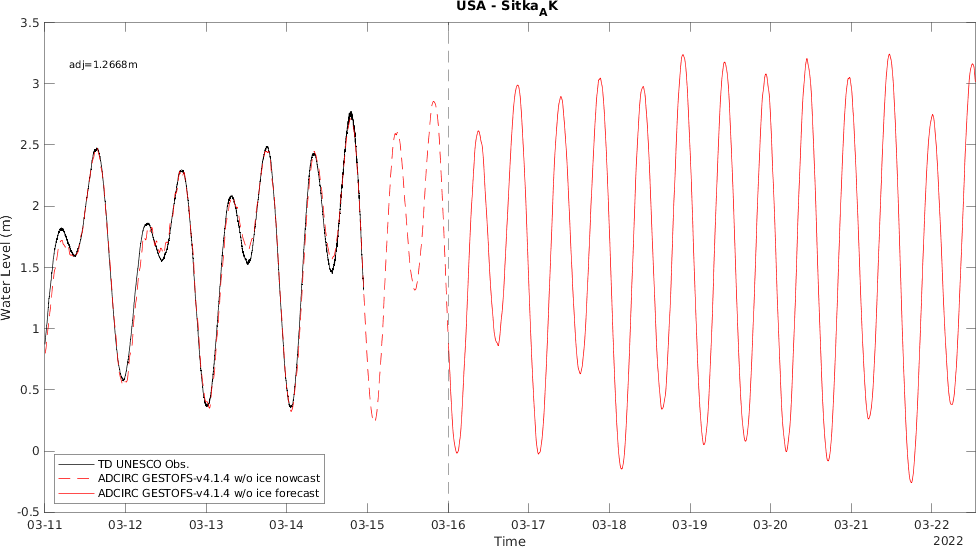 USA - Sitka_AK
3.5
adj=1.2668m
3
2.5
2
1.5
1
0.5
0
-0.5
Water Level (m)
TD UNESCO Obs.
ADCIRC GESTOFS-v4.1.4 w/o ice nowcast
ADCIRC GESTOFS-v4.1.4 w/o ice forecast
03-11 03-12 03-13 03-14 03-15 03-16 03-17 03-18 03-19 03-20 03-21 03-22
Time
2022